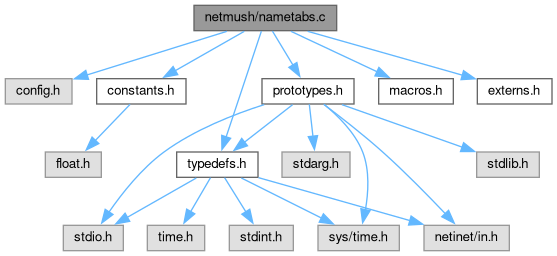 netmush/nametabs.c
config.h
constants.h
prototypes.h
macros.h
externs.h
float.h
typedefs.h
stdarg.h
stdlib.h
stdio.h
time.h
stdint.h
sys/time.h
netinet/in.h